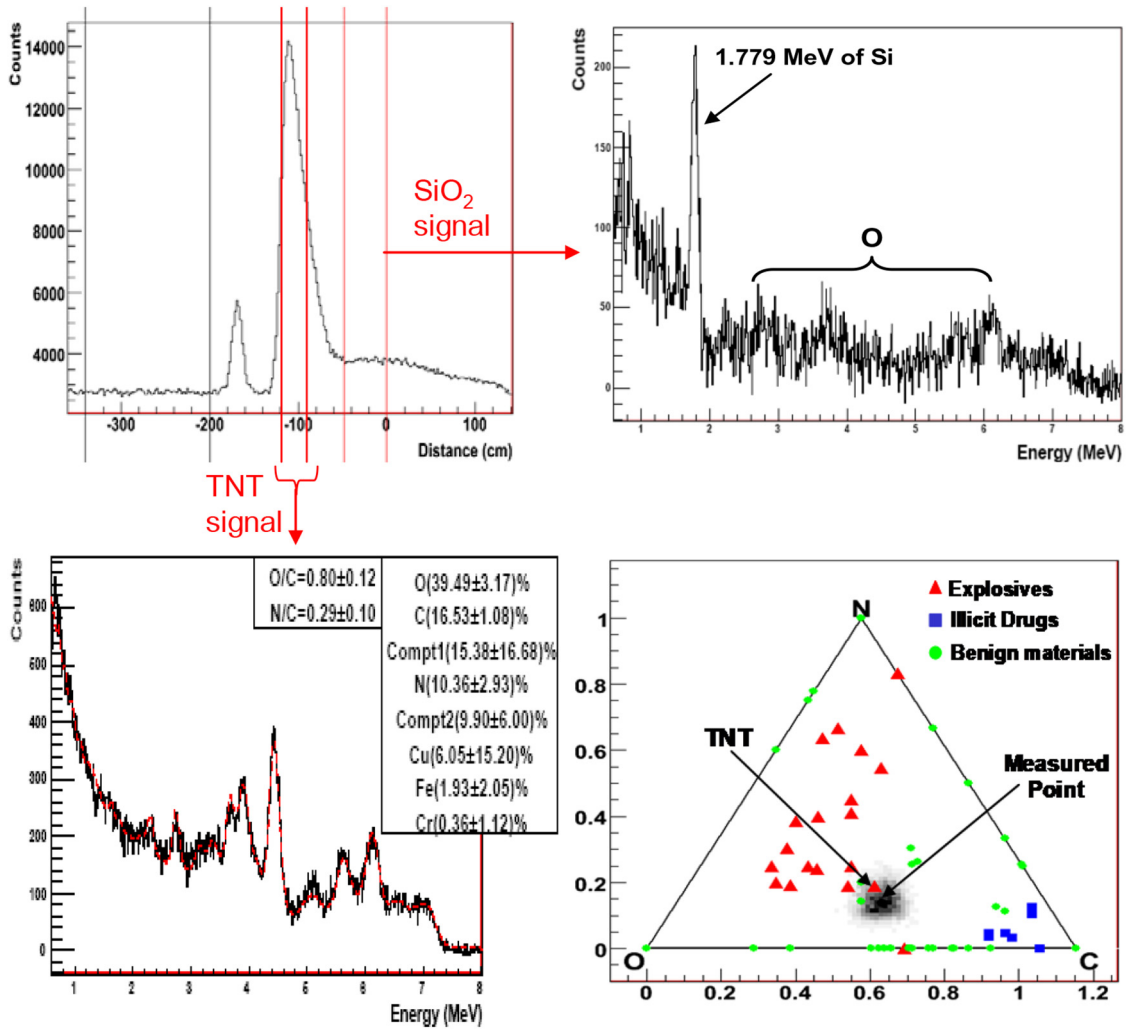 Counts
14000
12000
10000
8000
6000
4000
-300
-200
-100
0
100
Distance (cm)
SiO2
signal
TNT
signal
Counts
200
150
100
50
0
1.779 MeV of Si
O
1
2
3
4
5
6
7
8
Energy (MeV)
Counts
800
600
400
300
200
100
0
O/C=0.80±0.12
N/C=0.29±0.10
O(39.49±3.17)%
C(16.53±1.08)%
Compt1(15.38±16.68)%
N(10.36±2.93)%
Compt2(9.90±6.00)%
Cu(6.05±15.20)%
Fe(1.93±2.05)%
Cr(0.36±1.12)%
1
2
3
4
5
6
7
8
Energy (MeV)
1
0.8
0.6
0.4
0.2
0
N
Explosives
Illicit Drugs
Benign materials
TNT
Measured
Point
O
C
0
0.2
0.4
0.6
0.8
1
1.2